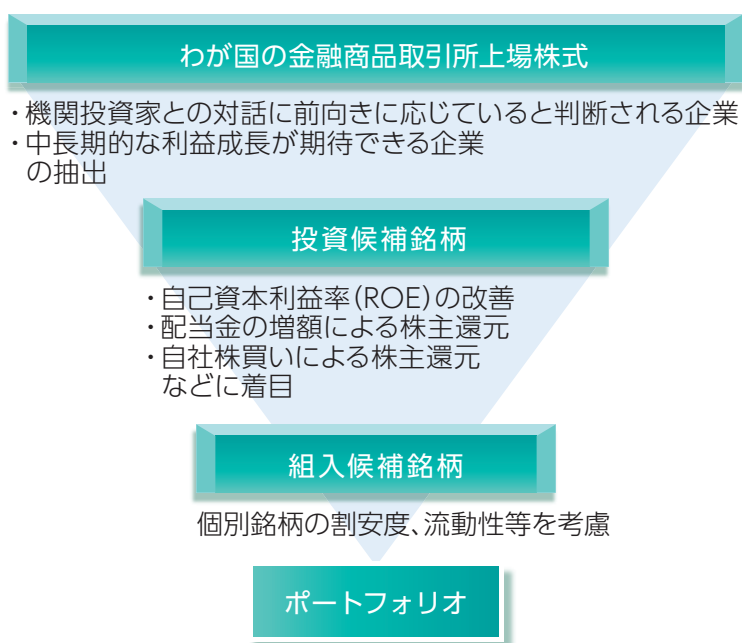 わが国の金融商品取引所上場株式
・機関投資家との対話に前向きに応じていると判断される企業
・中長期的な利益成長が期待できる企業
の抽出
投資候補銘柄
・自己資本利益率(ROE)の改善
・配当金の増額による株主還元
・自社株買いによる株主還元
などに着目
組入候補銘柄
個別銘柄の割安度、流動性等を考慮
ポートフォリオ